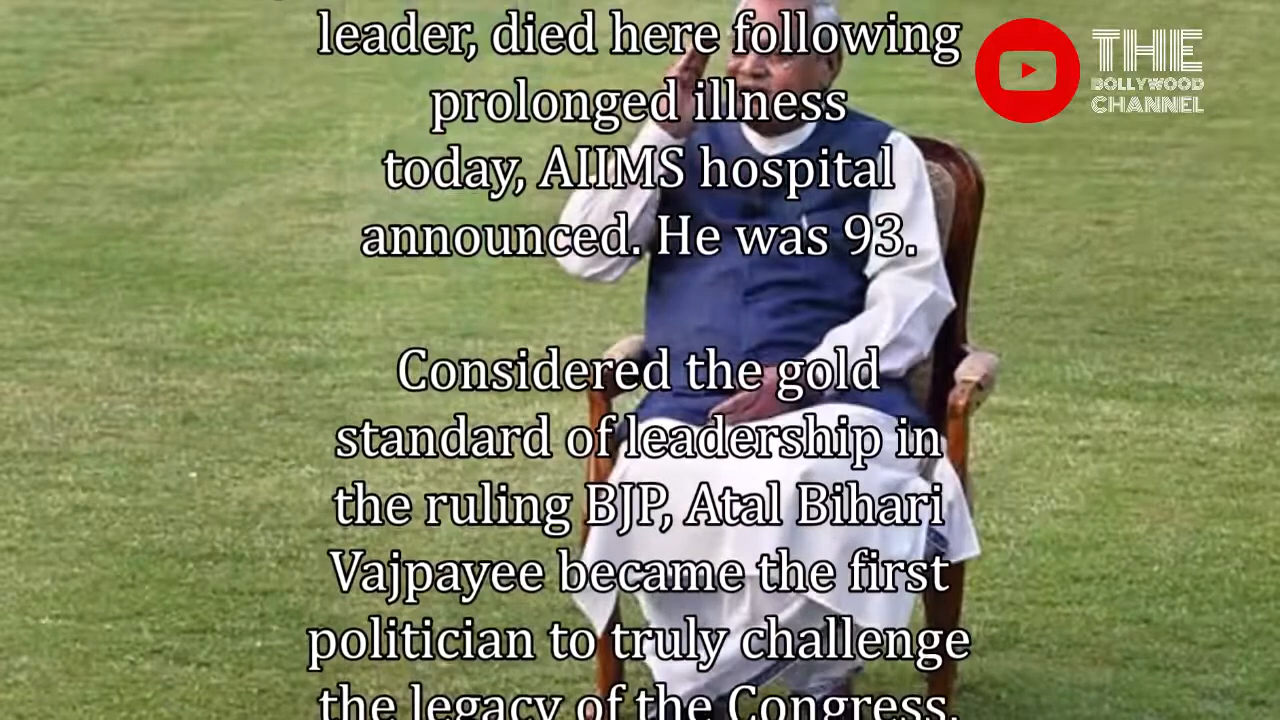 leader, died here following
prolonged illness
today, AIIMS hospital
announced. He was 93.
Considered the gold
standard of leadership in
the ruling BJP, Atal Bihari
Vajpayee became the first
politician to truly challenge
the legacy of the Congress.
THE
BOLLYWOOD
CHANNEL